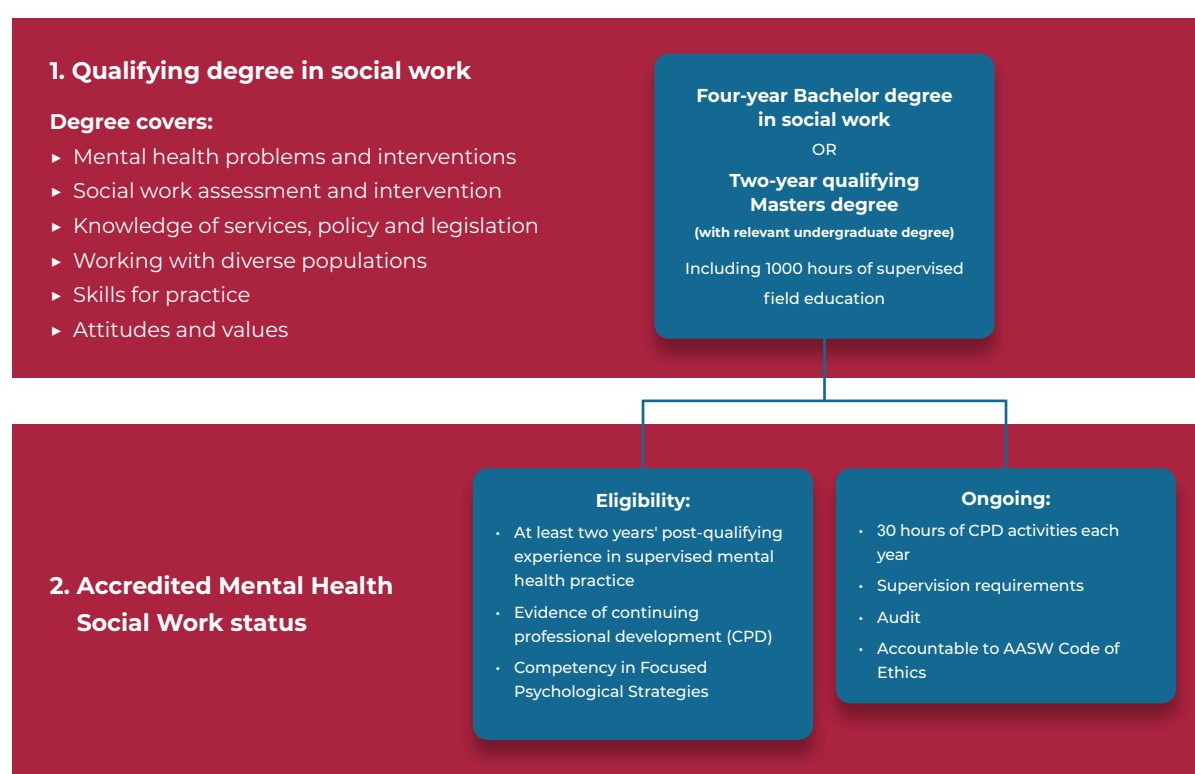 1. Qualifying degree in social work
Degree covers:
▸ Mental health problems and interventions
▸ Social work assessment and intervention
▸ Knowledge of services, policy and legislation
▸ Working with diverse populations
▸ Skills for practice
▸ Attitudes and values
Four-year Bachelor degree
in social work
OR
Two-year qualifying
Masters degree
(with relevant undergraduate degree)
Including 1000 hours of supervised
field education
2. Accredited Mental Health
Social Work status
Eligibility:
• At least two years' post-qualifying
experience in supervised mental
health practice
• Evidence of continuing
professional development (CPD)
• Competency in Focused
Psychological Strategies
Ongoing:
• 30 hours of CPD activities each
year
• Supervision requirements
• Audit
• Accountable to AASW Code of
Ethics